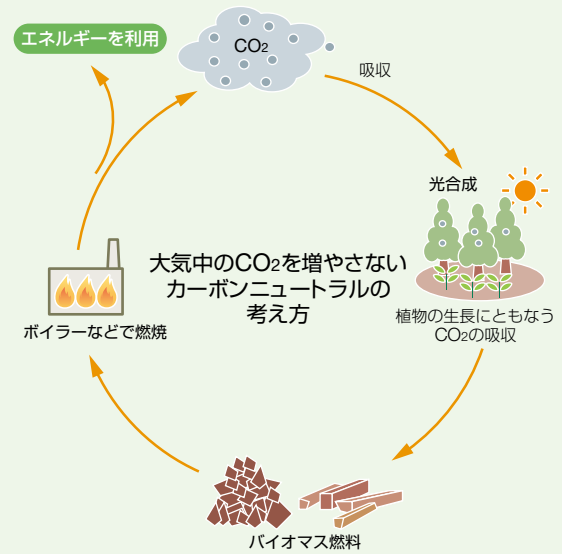 エネルギーを利用
CO2
吸収
光合成
大気中のCO2を増やさない
カーボンニュートラルの
考え方
植物の生長にともなう
CO2の吸収
ボイラーなどで燃焼
バイオマス燃料